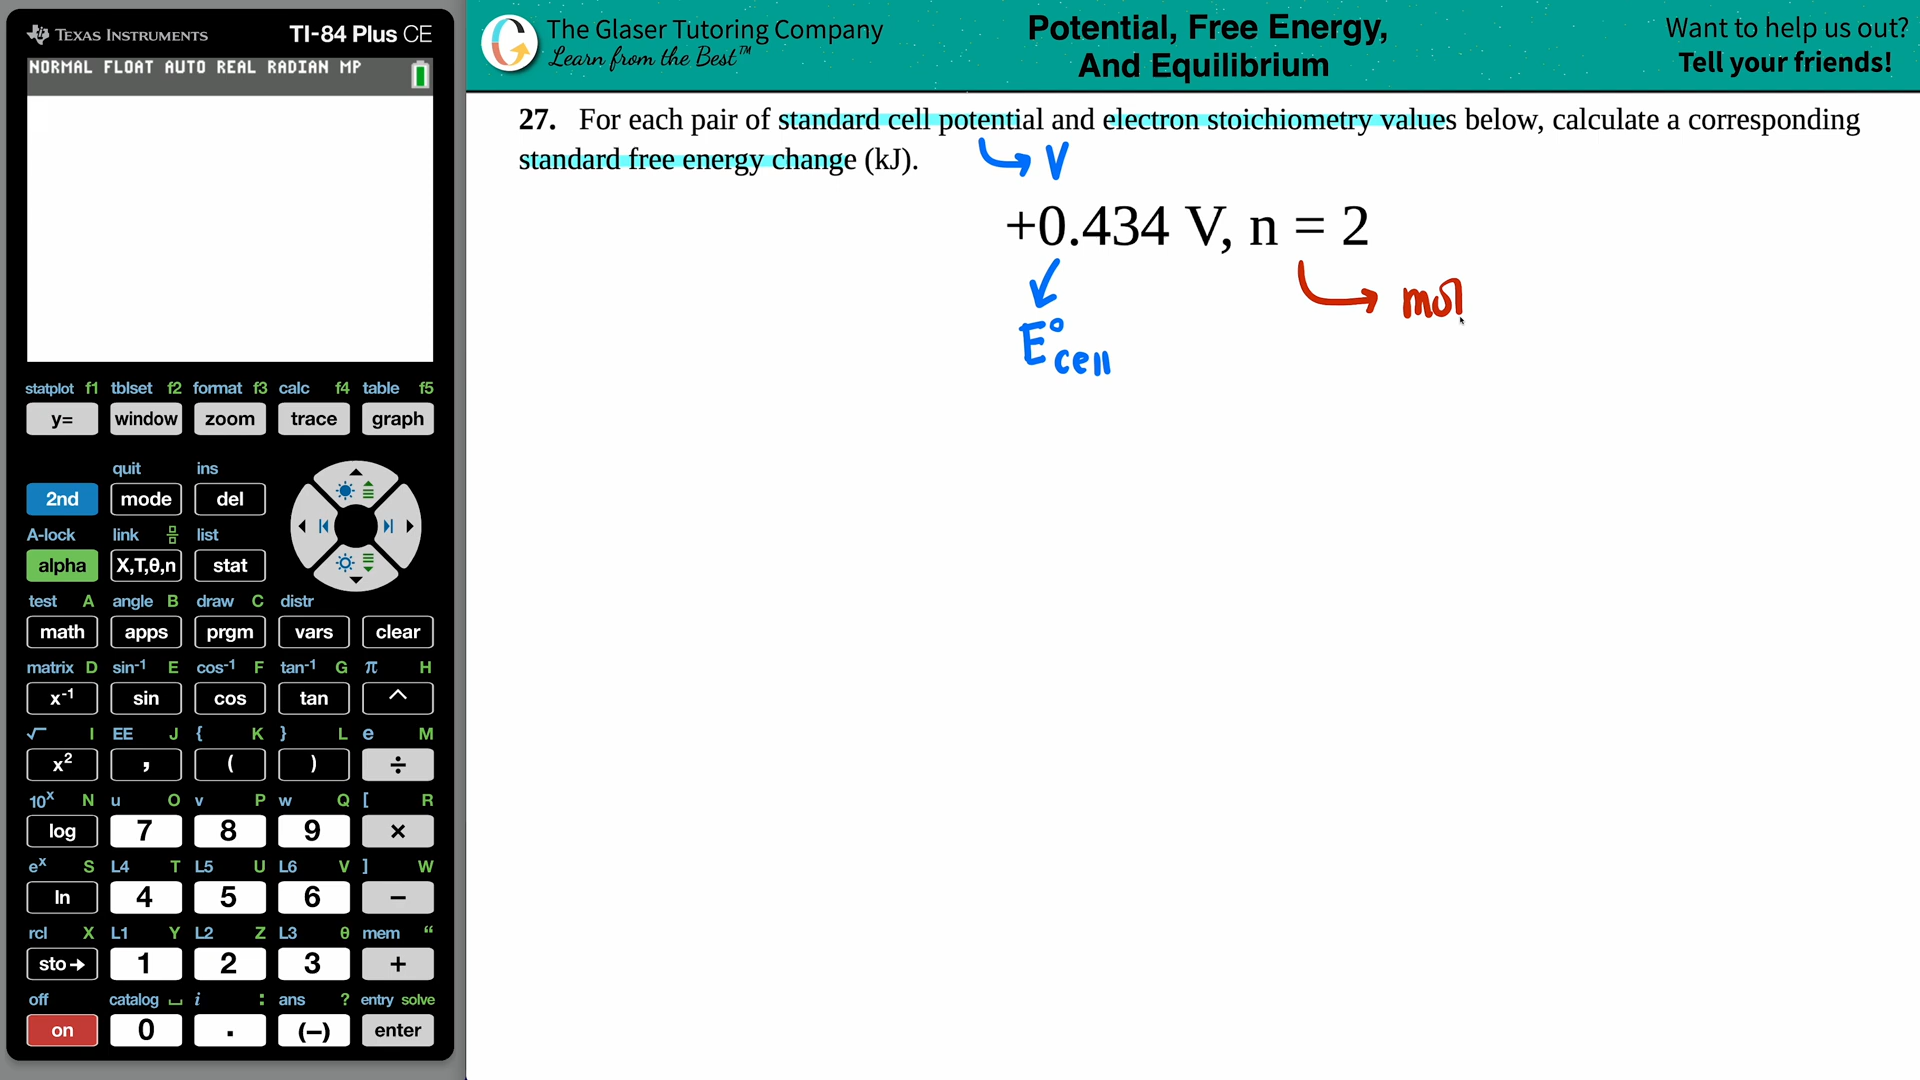 TEXAS INSTRUMENTS TI-84 Plus CE
NORMAL FLOAT AUTO REAL RADIAN MP
statplot f1 tblset f2 format f3 calc f4 table f5
y= window zoom trace graph
quit ins
2nd mode del
A-lock link list
alpha X,T,θ,n stat
test A angle B draw C distr
math apps prgm vars clear
matrix D sin-1 E cos-1 F tan-1 G π H
x-1 sin cos tan ^
√ I EE J { K } L e M
x2 , ( ) ÷
10x N u O v P w Q [ R
log 7 8 9 ×
ex S L4 T L5 U L6 V ] W
ln 4 5 6 −
rcl X L1 Y L2 Z L3 θ mem “
sto→ 1 2 3 +
off catalog ⎵ i : ans ? entry solve
on 0 . (−) enter
The Glaser Tutoring Company
Learn from the Best™
Potential, Free Energy,
And Equilibrium
Want to help us out?
Tell your friends!
27. For each pair of standard cell potential and electron stoichiometry values below, calculate a corresponding
standard free energy change (kJ).
V
+0.434 V, n = 2
mol
E°cell